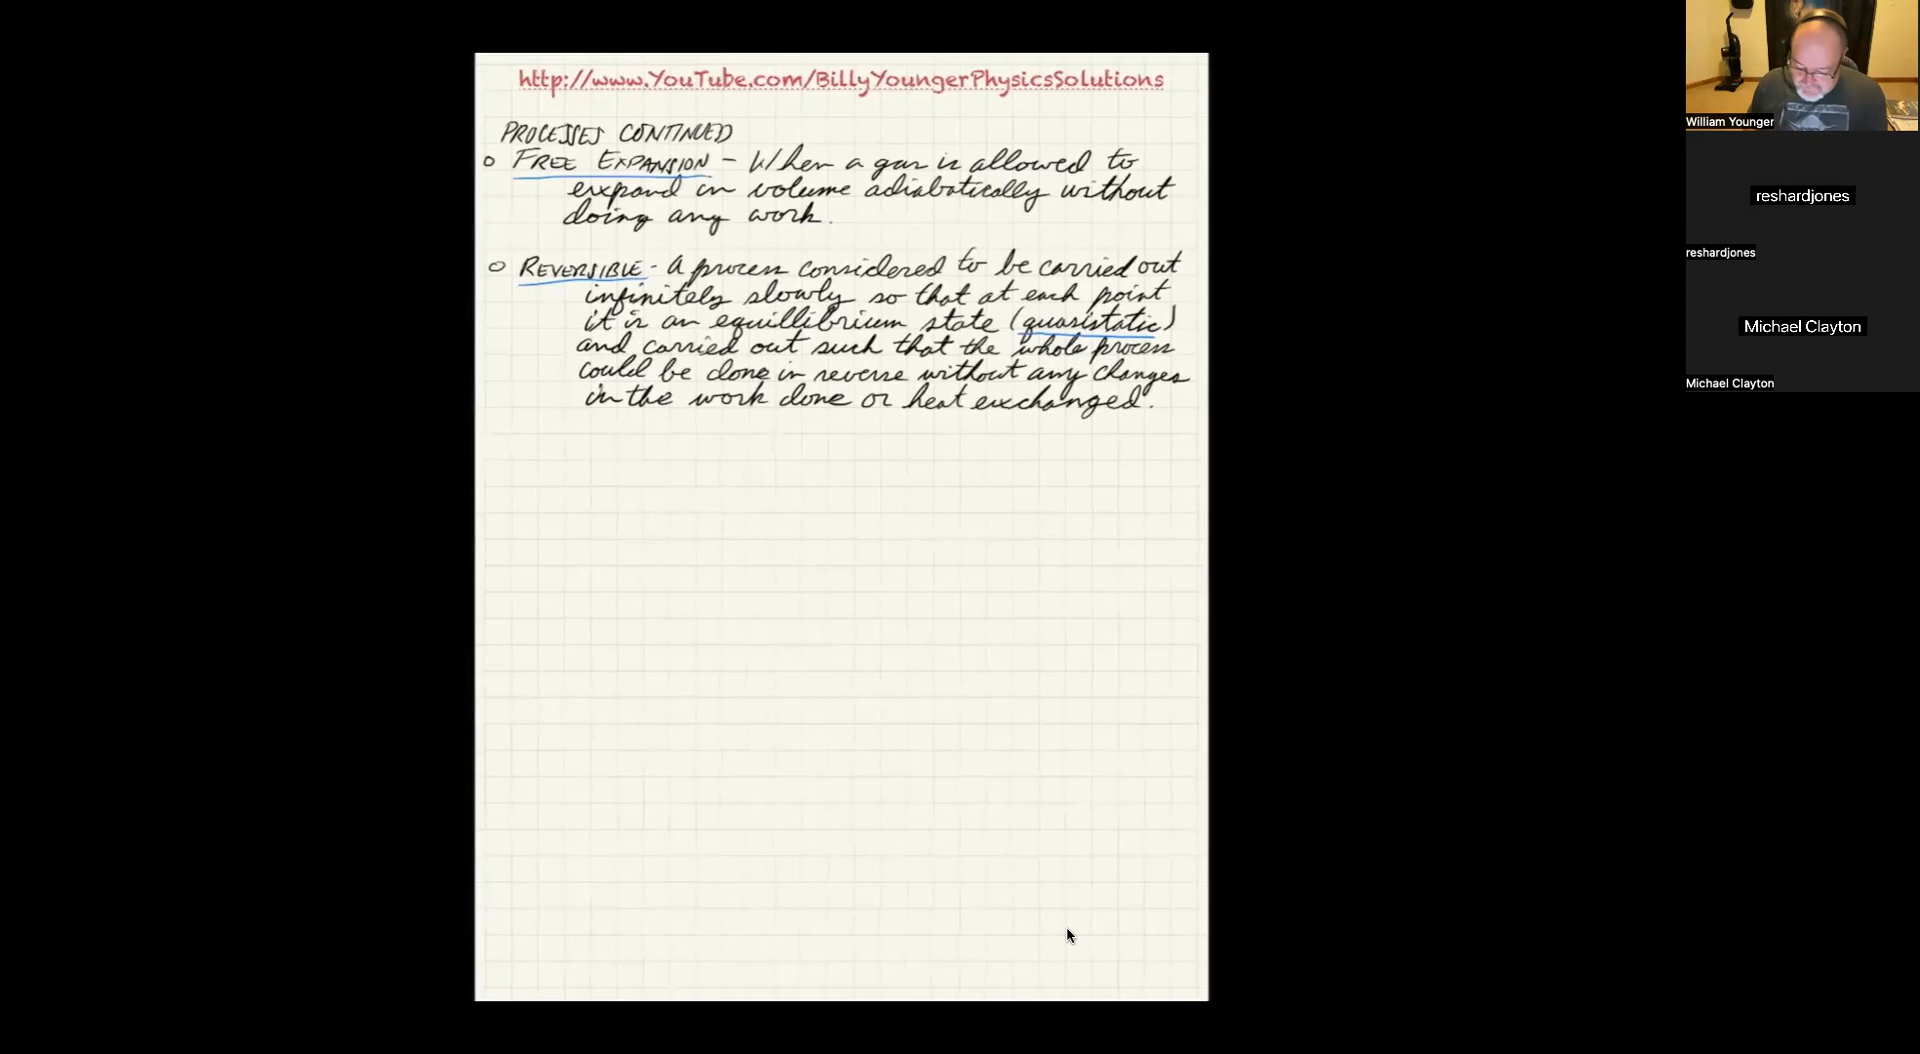 http://www.YouTube.com/BillyYoungerPhysicsSolutions
PROCESSES CONTINUED
o FREE EXPANSION - When a gas is allowed to
expand in volume adiabatically without
doing any work.
o REVERSIBLE - A process considered to be carried out
infinitely slowly so that at each point
it is an equillibrium state (quasistatic)
and carried out such that the whole process
could be done in reverse without any changes
in the work done or heat exchanged.
William Younger
reshardjones
reshardjones
Michael Clayton
Michael Clayton